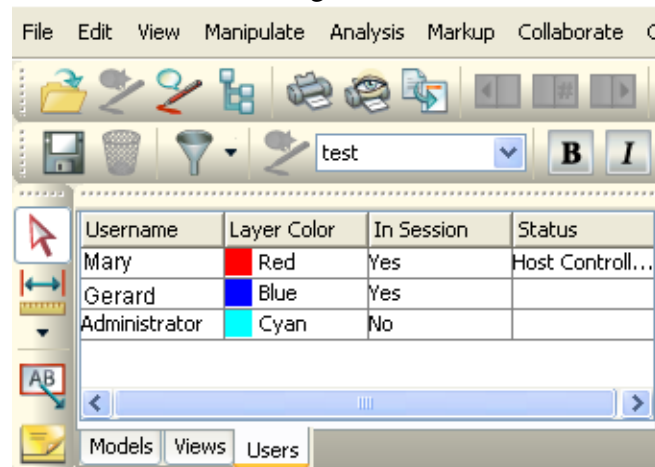 File Edit View Manipulate Analysis Markup Collaborate
#
test B I
Username Layer Color In Session Status
Mary Red Yes Host Controll...
Gerard Blue Yes
Administrator Cyan No
AB
Models Views Users